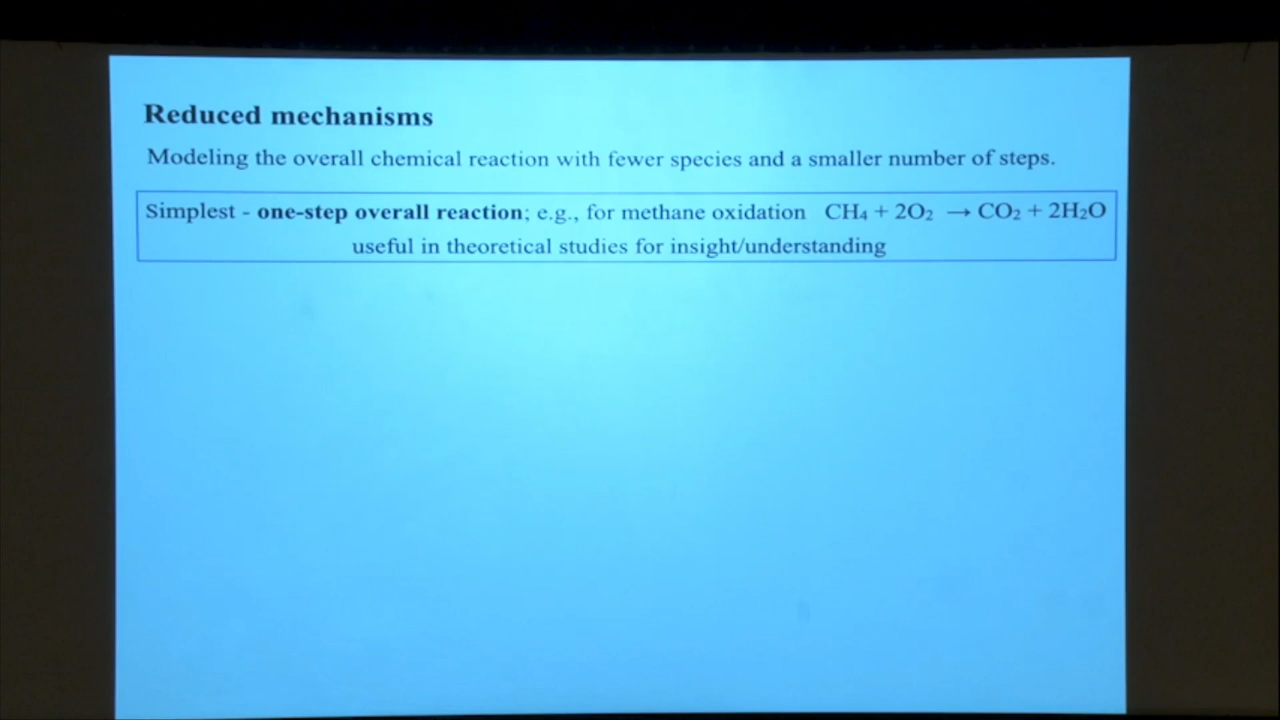 Reduced mechanisms
Modeling the overall chemical reaction with fewer species and a smaller number of steps.
Simplest - one-step overall reaction; e.g., for methane oxidation CH₄ + 2O₂ → CO₂ + 2H₂O
useful in theoretical studies for insight/understanding